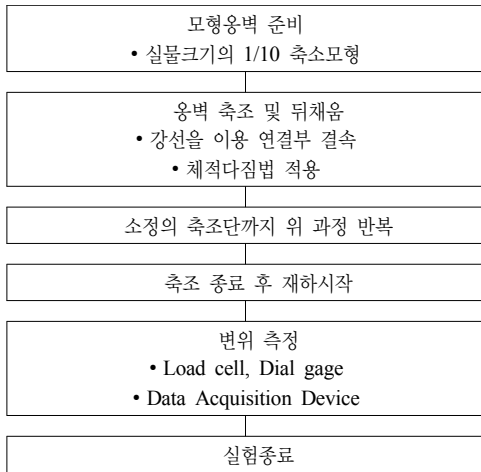 모형옹벽 준비
• 실물크기의 1/10 축소모형
옹벽 축조 및 뒤채움
• 강선을 이용 연결부 결속
• 체적다짐법 적용
소정의 축조단까지 위 과정 반복
축조 종료 후 재하시작
변위 측정
• Load cell, Dial gage
• Data Acquisition Device
실험종료